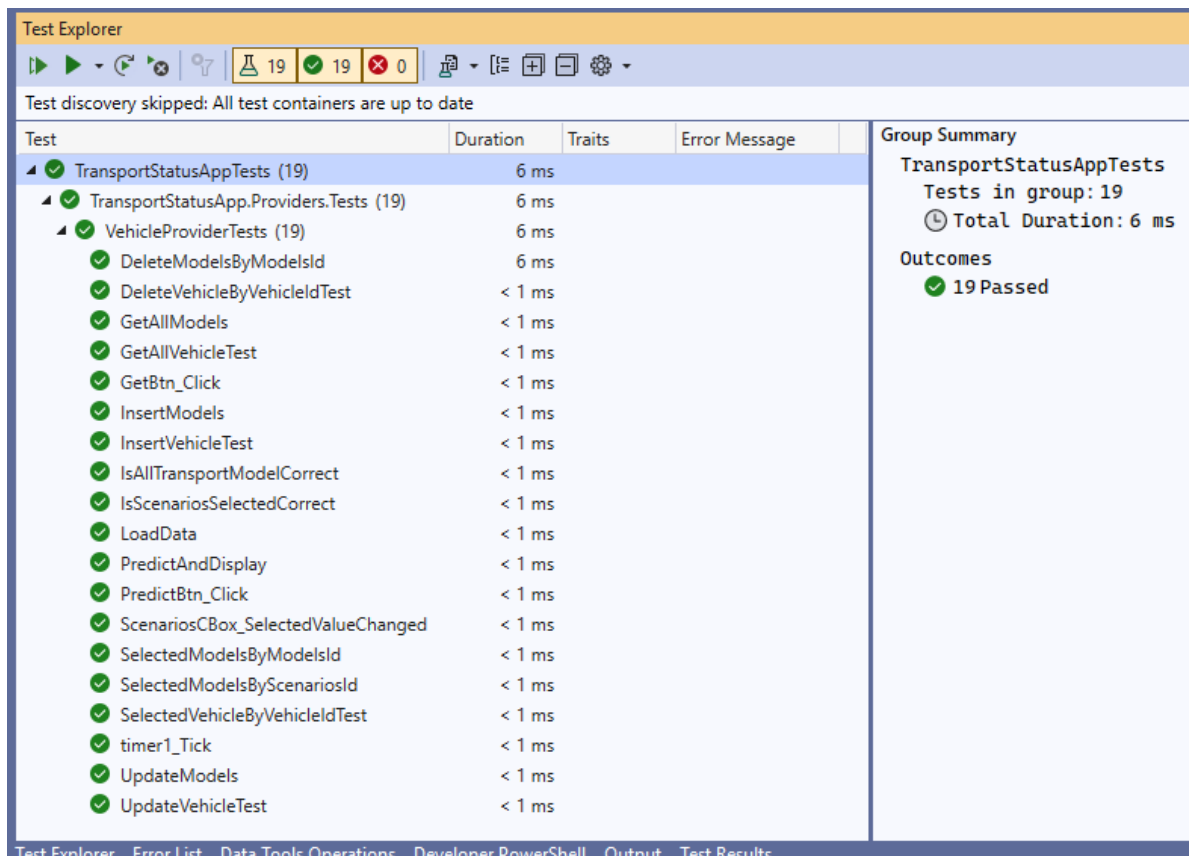 Test Explorer
19 19 0
Test discovery skipped: All test containers are up to date
Test Duration Traits Error Message
TransportStatusAppTests (19) 6 ms
TransportStatusApp.Providers.Tests (19) 6 ms
VehicleProviderTests (19) 6 ms
DeleteModelsByModelsId 6 ms
DeleteVehicleByVehicleIdTest < 1 ms
GetAllModels < 1 ms
GetAllVehicleTest < 1 ms
GetBtn_Click < 1 ms
InsertModels < 1 ms
InsertVehicleTest < 1 ms
IsAllTransportModelCorrect < 1 ms
IsScenariosSelectedCorrect < 1 ms
LoadData < 1 ms
PredictAndDisplay < 1 ms
PredictBtn_Click < 1 ms
ScenariosCBox_SelectedValueChanged < 1 ms
SelectedModelsByModelsId < 1 ms
SelectedModelsByScenariosId < 1 ms
SelectedVehicleByVehicleIdTest < 1 ms
timer1_Tick < 1 ms
UpdateModels < 1 ms
UpdateVehicleTest < 1 ms
Group Summary
TransportStatusAppTests
Tests in group: 19
Total Duration: 6 ms
Outcomes
19 Passed
Test Explorer Error List Data Tools Operations Developer PowerShell Output Test Results